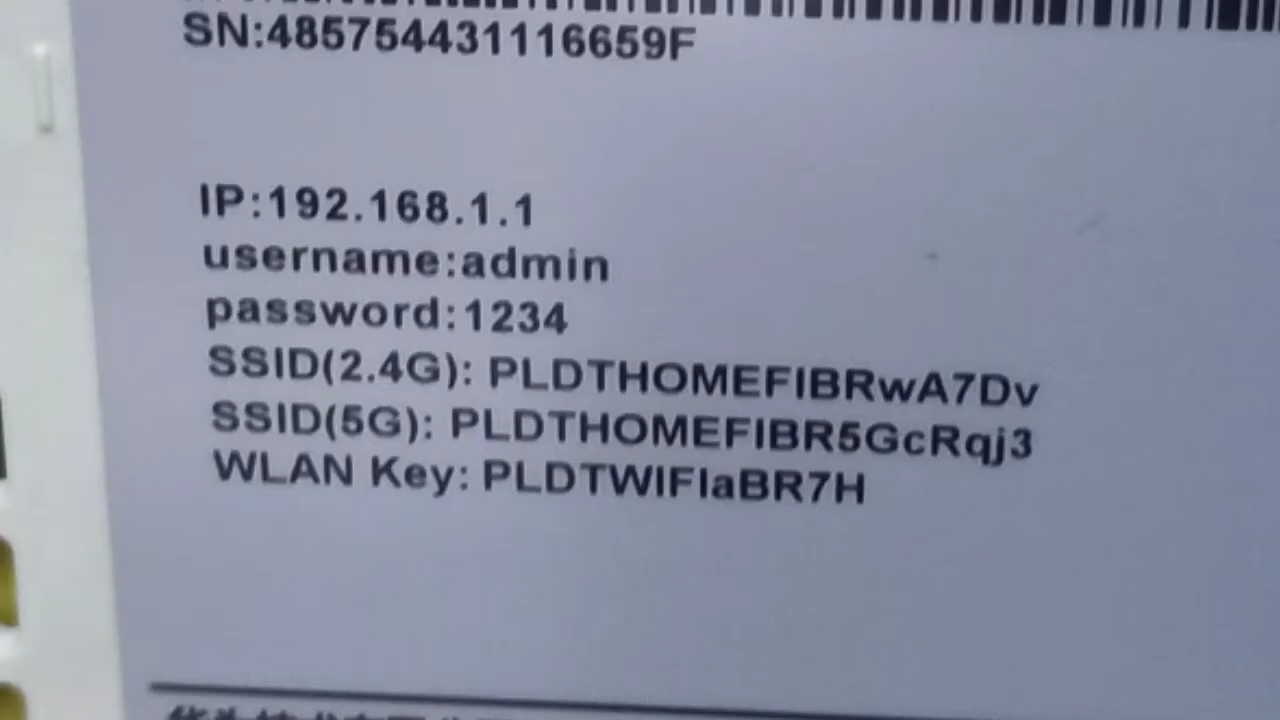 SN:485754431116659F
IP:192.168.1.1
username:admin
password:1234
SSID(2.4G): PLDTHOMEFIBRwA7Dv
SSID(5G): PLDTHOMEFIBR5GcRqj3
WLAN Key: PLDTWIFIaBR7H